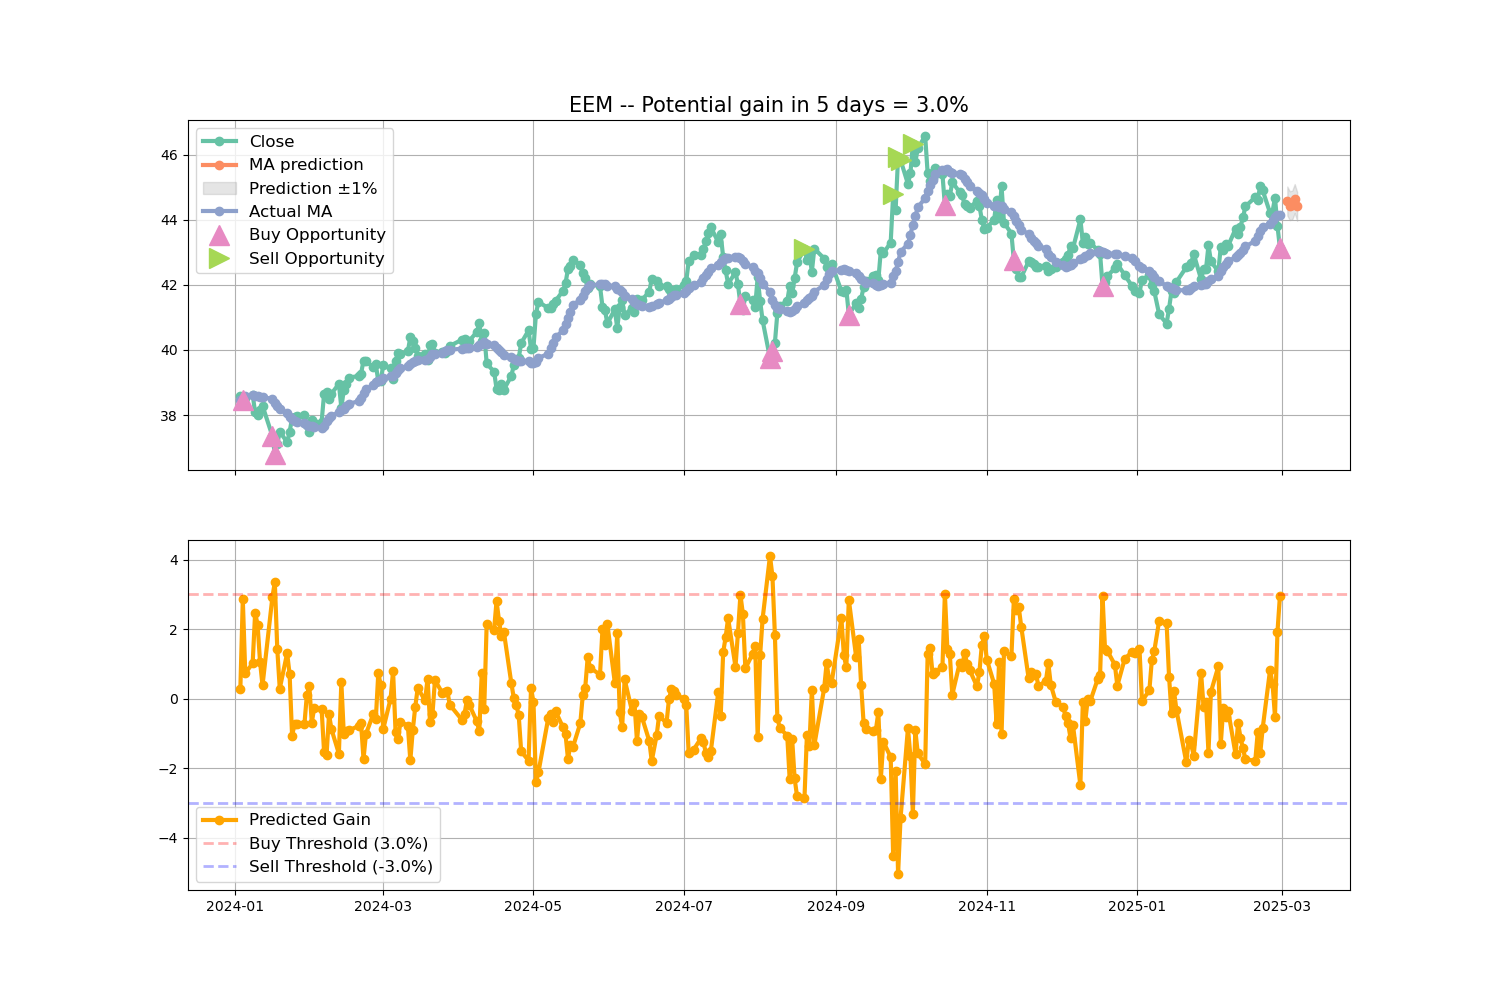 EEM -- Potential gain in 5 days = 3.0%
Close
MA prediction
Prediction ±1%
Actual MA
Buy Opportunity
Sell Opportunity
46
44
42
40
38
4
2
0
−2
−4
Predicted Gain
Buy Threshold (3.0%)
Sell Threshold (-3.0%)
2024-01 2024-03 2024-05 2024-07 2024-09 2024-11 2025-01 2025-03